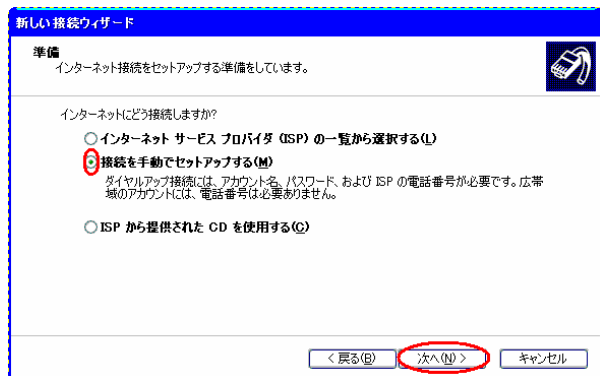 新しい接続ウィザード
準備
インターネット接続をセットアップする準備をしています。
インターネットにどう接続しますか?
インターネット サービス プロバイダ (ISP) の一覧から選択する(L)
接続を手動でセットアップする(M)
ダイヤルアップ接続には、アカウント名、パスワード、および ISP の電話番号が必要です。広帯
域のアカウントには、電話番号は必要ありません。
ISP から提供された CD を使用する(C)
< 戻る(B) 次へ(N) > キャンセル